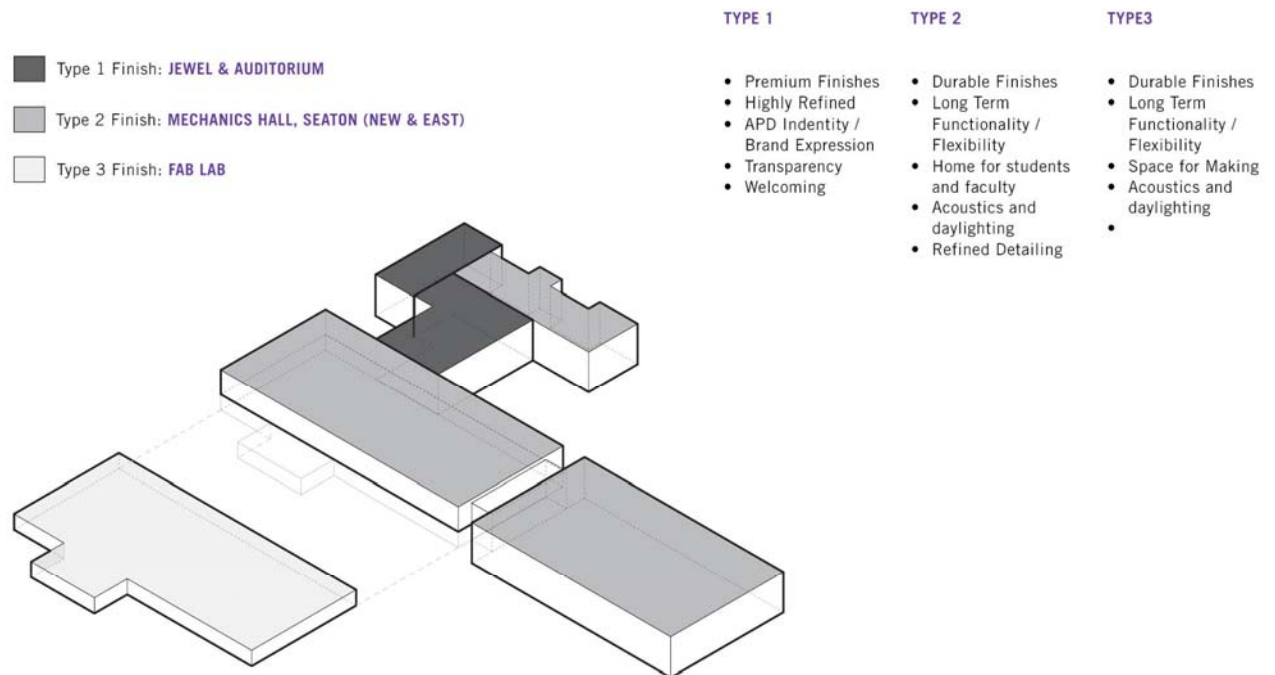 Type 1 Finish: JEWEL & AUDITORIUM
Type 2 Finish: MECHANICS HALL, SEATON (NEW & EAST)
Type 3 Finish: FAB LAB
TYPE 1
• Premium Finishes
• Highly Refined
• APD Indentity /
Brand Expression
• Transparency
• Welcoming
TYPE 2
• Durable Finishes
• Long Term
Functionality /
Flexibility
• Home for students
and faculty
• Acoustics and
daylighting
• Refined Detailing
TYPE3
• Durable Finishes
• Long Term
Functionality /
Flexibility
• Space for Making
• Acoustics and
daylighting
•